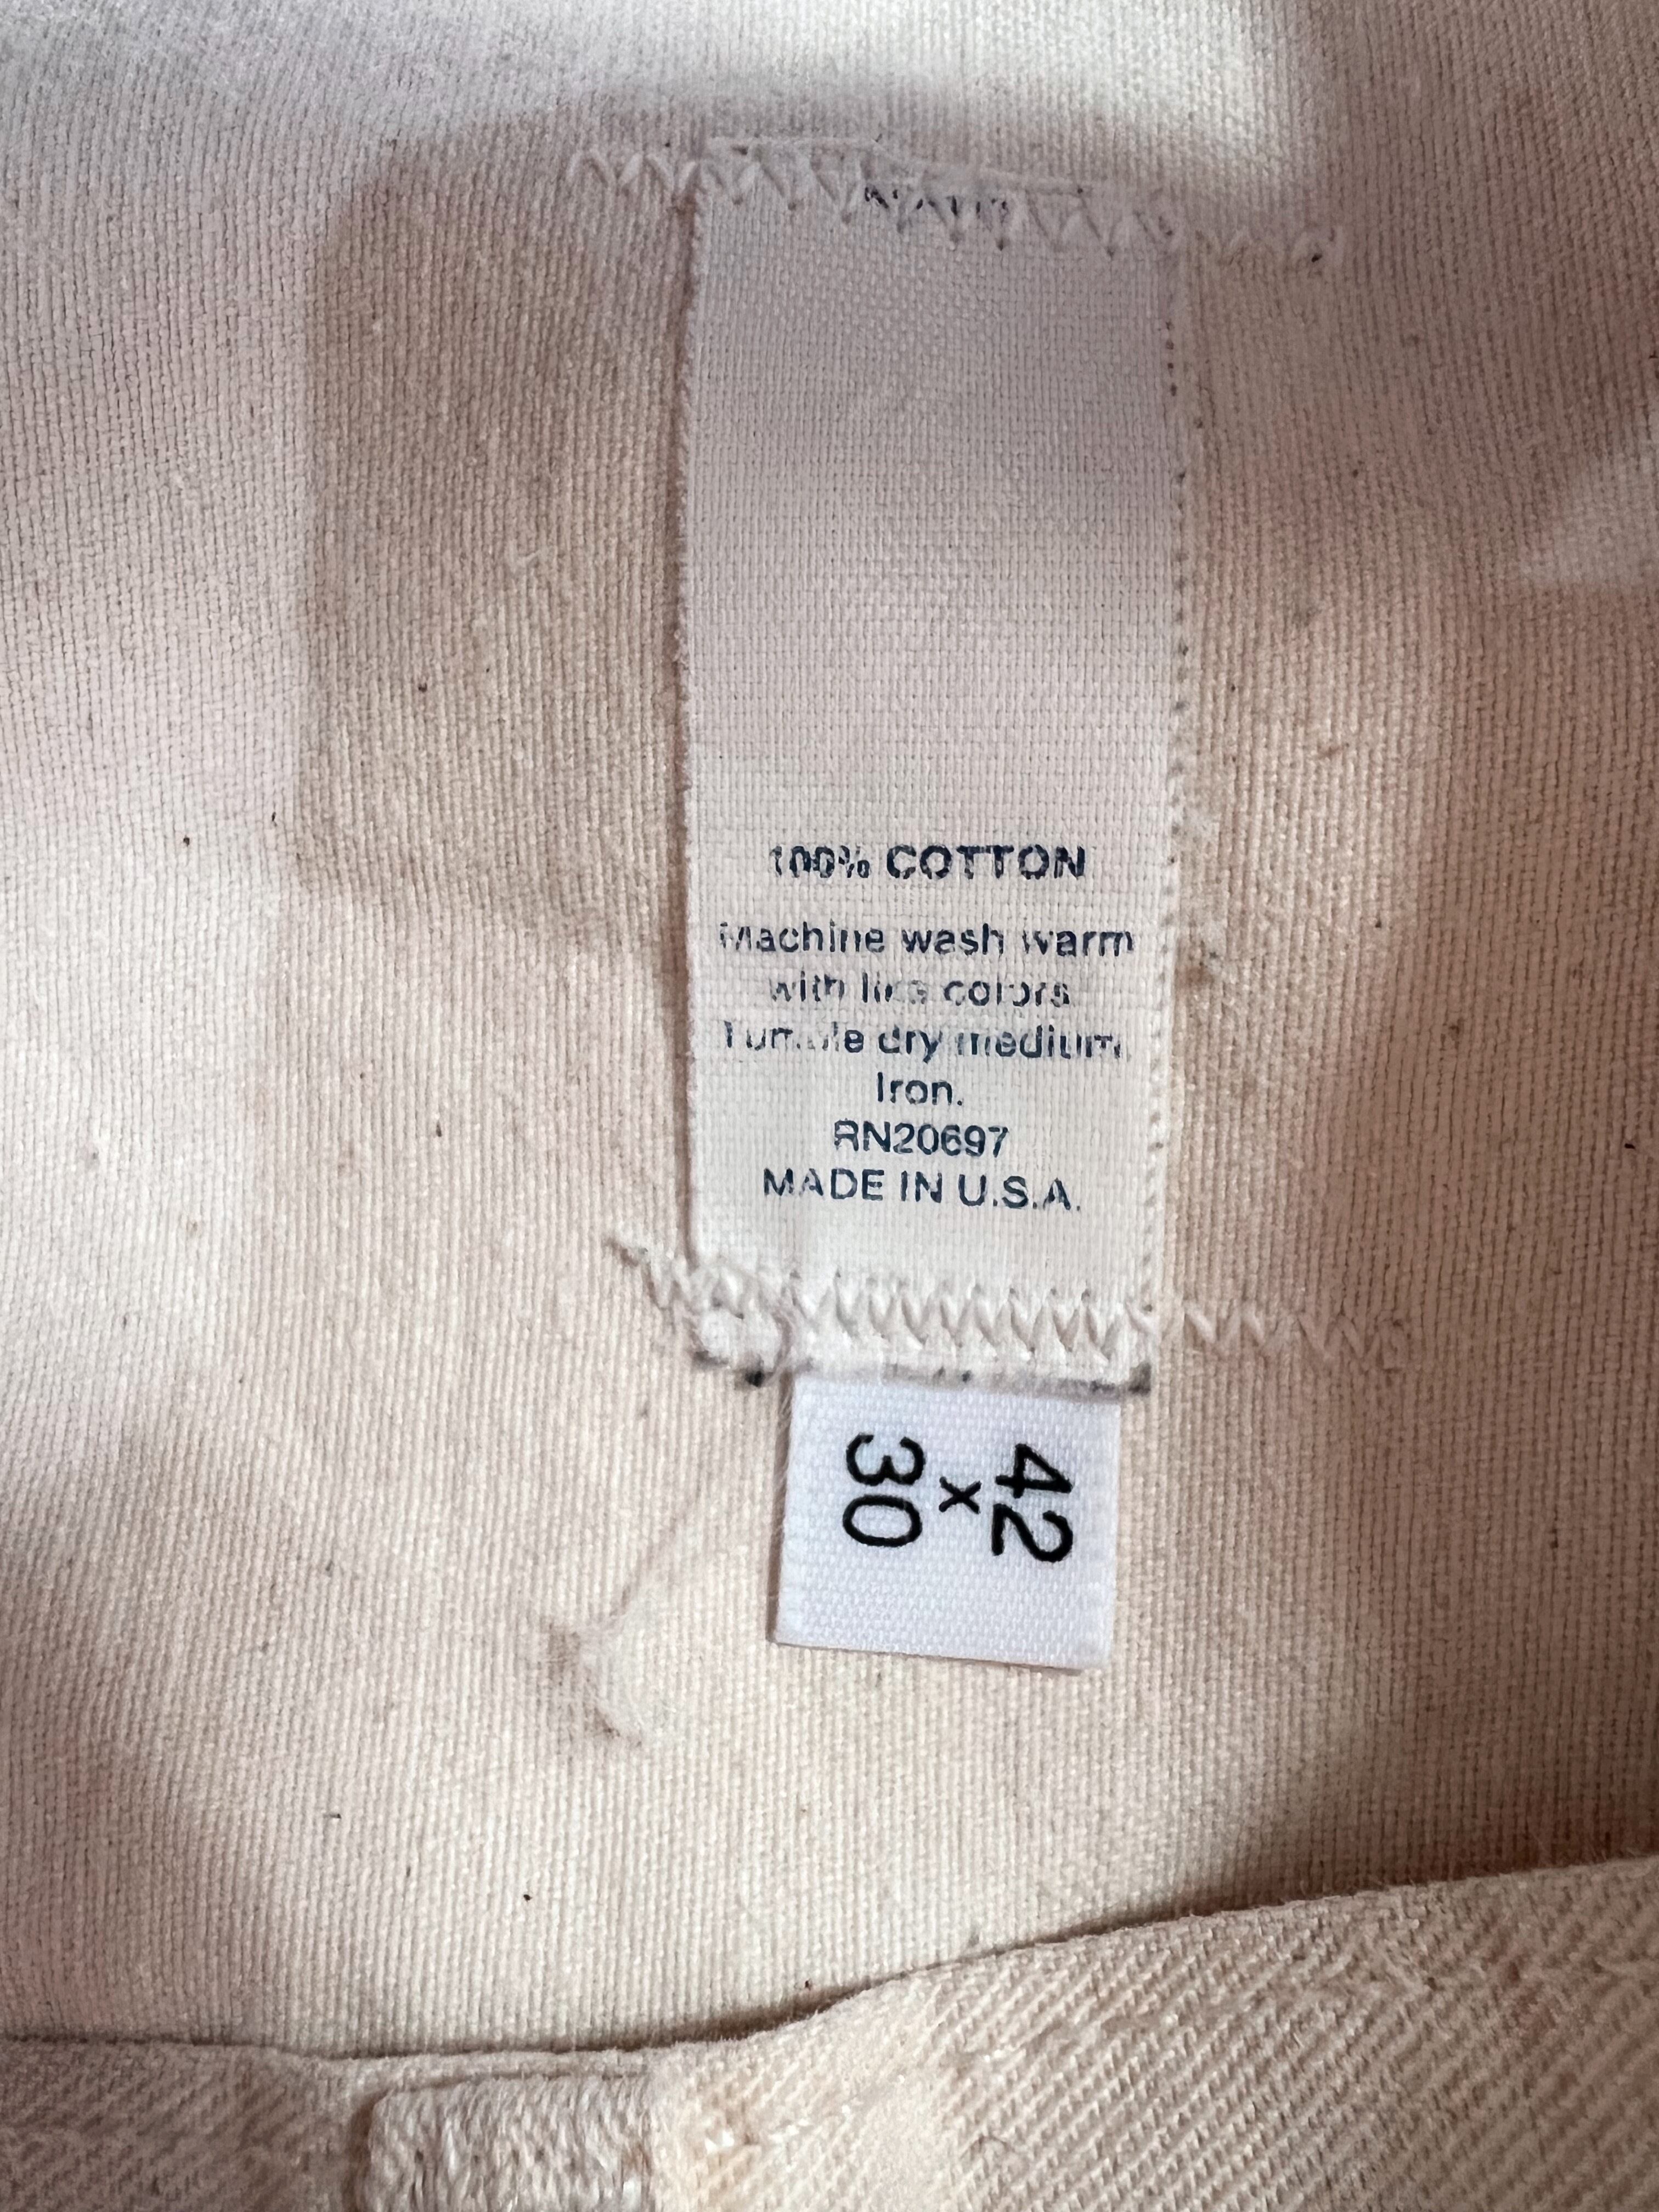 100% COTTON
Machine wash warm
with like colors
Tumble dry medium
Iron.
RN20697
MADE IN U.S.A.
42
x
30